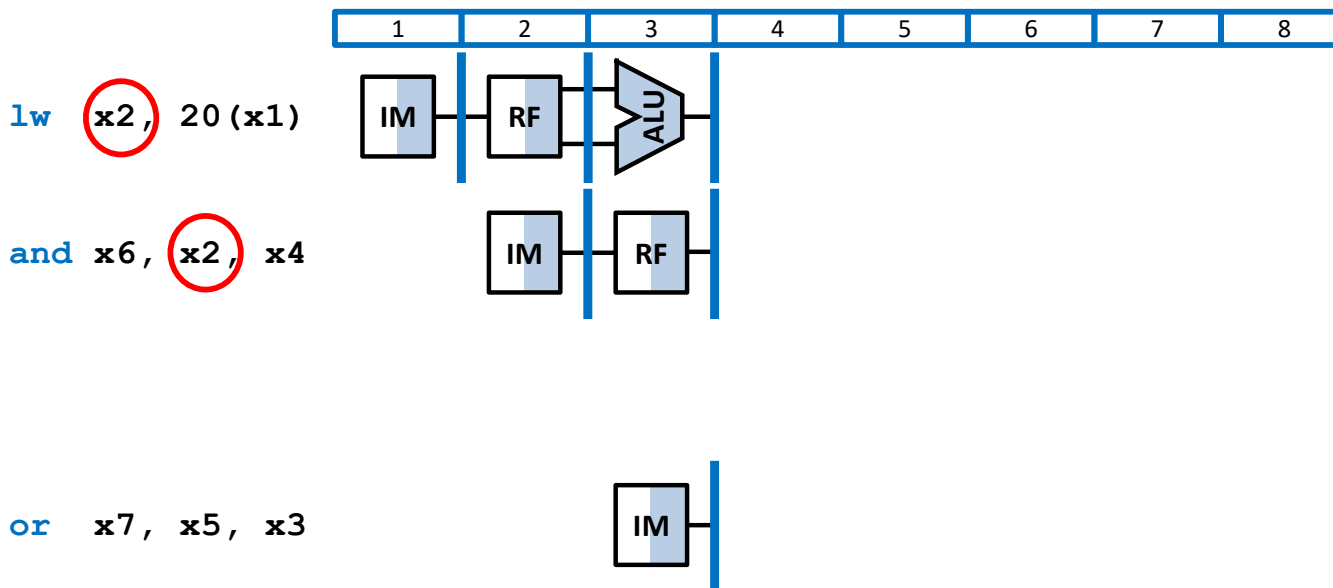 1 2 3 4 5 6 7 8
lw x2, 20(x1) IM RF ALU
and x6, x2, x4 IM RF
or x7, x5, x3 IM